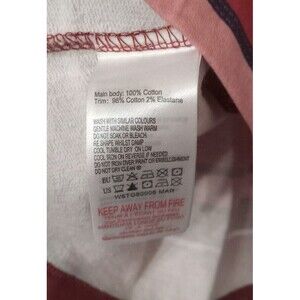 Main body: 100% Cotton
Trim: 98% Cotton 2% Elastane
WASH WITH SIMILAR COLOURS
GENTLE MACHINE WASH WARM
DO NOT SOAK OR BLEACH
RE SHAPE WHILST DAMP
COOL TUMBLE DRY ON LOW
COOL IRON ON REVERSE IF NEEDED
DO NOT IRON OVER PRINT OR EMBELLISHMENT
DO NOT DRY CLEAN
KEEP AWAY FROM FIRE